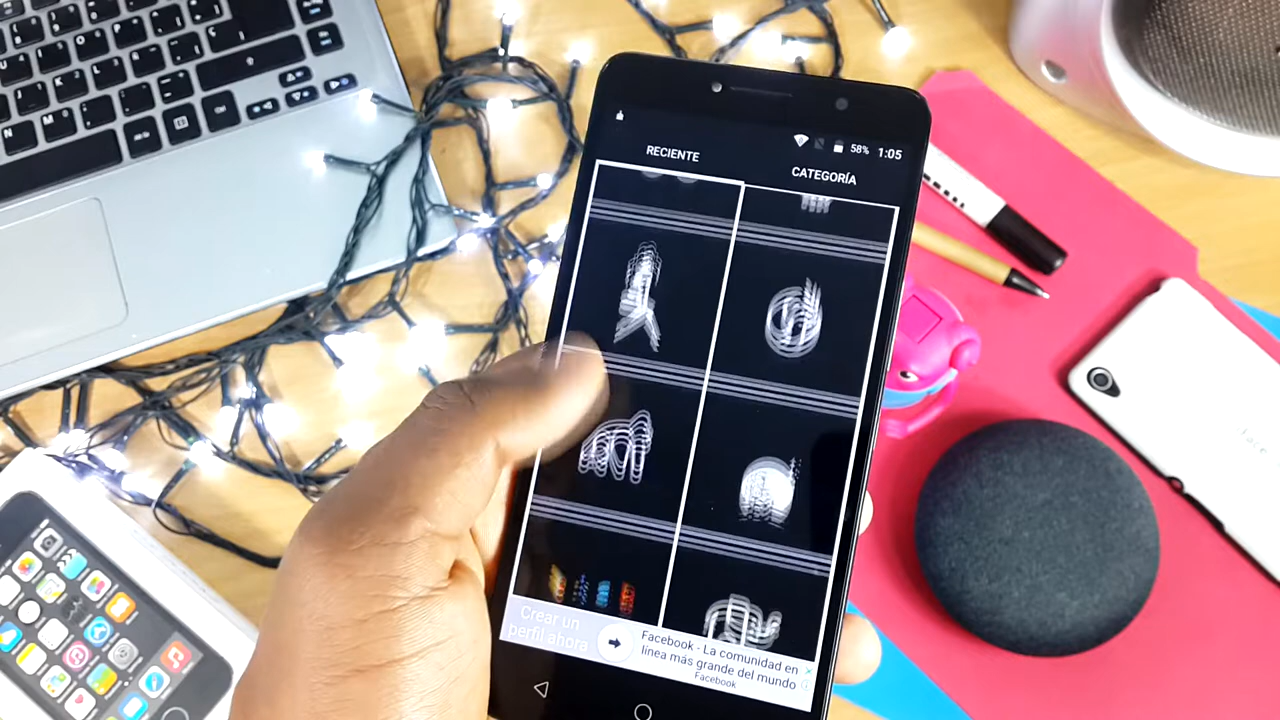 58% 1:05
RECIENTE
CATEGORÍA
Crear un
perfil ahora
Facebook - La comunidad en
línea más grande del mundo
Facebook